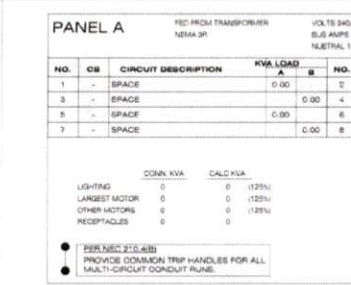 PANEL A
FED FROM TRANSFORMER
NEMA 3R
VOLTS 240
BUS AMPS
NUETRAL 1
NO. CB CIRCUIT DESCRIPTION KVA LOAD A B NO.
1 - SPACE 0.00 2
3 - SPACE 0.00 4
5 - SPACE 0.00 6
7 - SPACE 0.00 8
CONN. KVA CALC KVA
LIGHTING 0 0 (125%)
LARGEST MOTOR 0 0 (125%)
OTHER MOTORS 0 0 (125%)
RECEPTACLES 0 0
PER NEC 210.4(B)
PROVIDE COMMON TRIP HANDLES FOR ALL
MULTI-CIRCUIT CONDUIT RUNS.